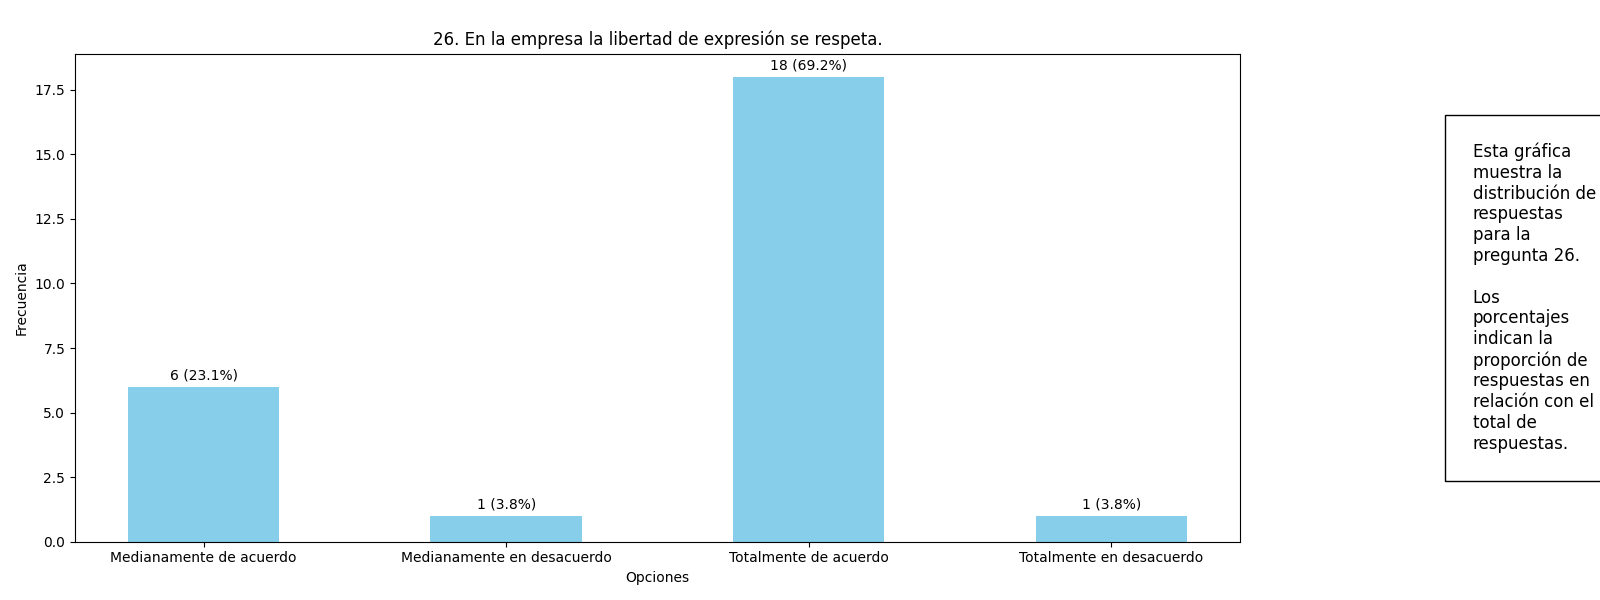 26. En la empresa la libertad de expresión se respeta.
Frecuencia
17.5
15.0
12.5
10.0
7.5
5.0
2.5
0.0
6 (23.1%)
1 (3.8%)
18 (69.2%)
1 (3.8%)
Medianamente de acuerdo
Medianamente en desacuerdo
Totalmente de acuerdo
Totalmente en desacuerdo
Opciones
Esta gráfica
muestra la
distribución de
respuestas
para la
pregunta 26.
Los
porcentajes
indican la
proporción de
respuestas en
relación con el
total de
respuestas.